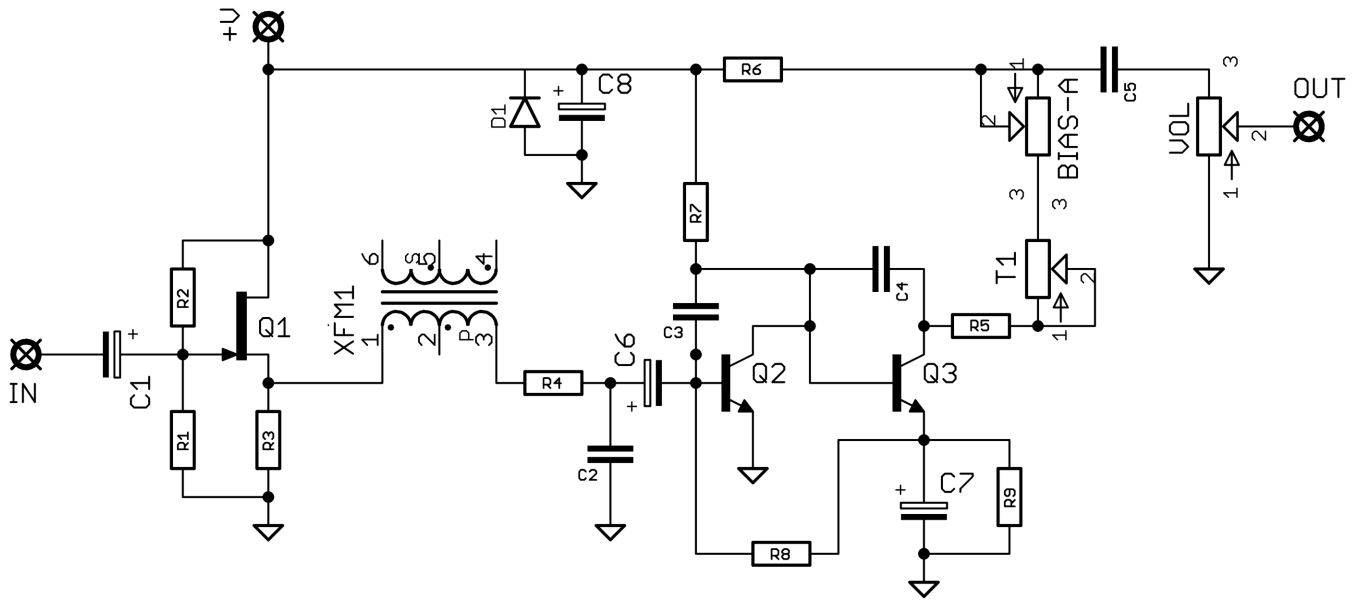 +V
C8
+
D1
R6
1
2
BIAS-A
3
C5
3
VOL
2
1
OUT
R7
3
T1
2
1
R2
Q1
XFM1
6
S
5
4
1
2
P
3
C4
C3
R5
IN
C1
+
R1
R3
R4
C6
+
C2
Q2
Q3
C7
+
R9
R8